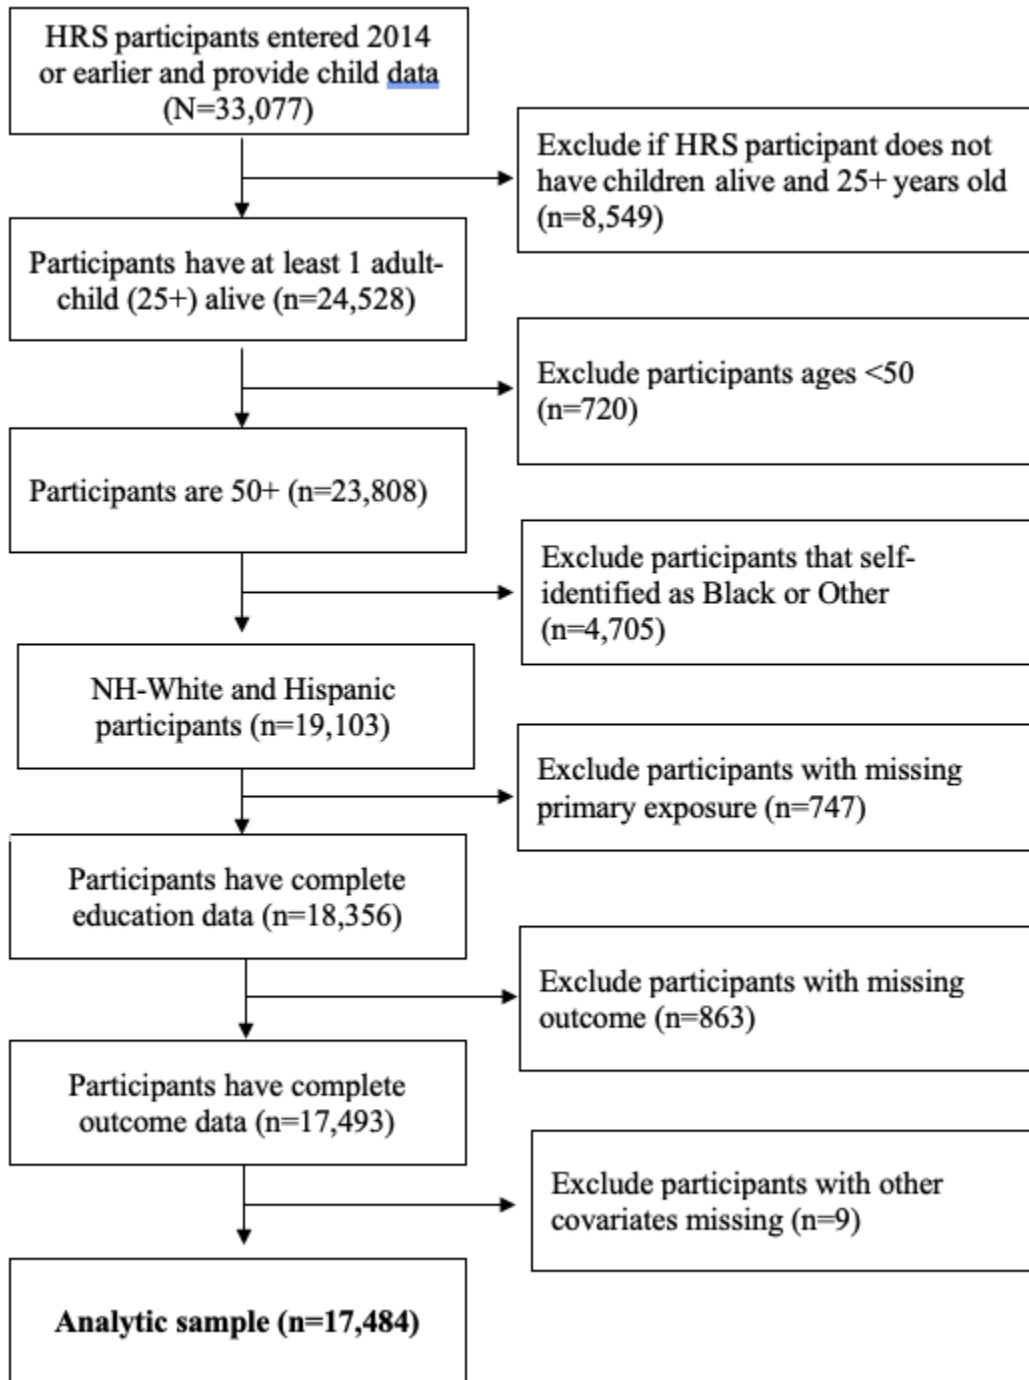 HRS participants entered 2014
or earlier and provide child data
(N=33,077)
Exclude if HRS participant does not
have children alive and 25+ years old
(n=8,549)
Participants have at least 1 adult-
child (25+) alive (n=24,528)
Exclude participants ages <50
(n=720)
Participants are 50+ (n=23,808)
Exclude participants that self-
identified as Black or Other
(n=4,705)
NH-White and Hispanic
participants (n=19,103)
Exclude participants with missing
primary exposure (n=747)
Participants have complete
education data (n=18,356)
Exclude participants with missing
outcome (n=863)
Participants have complete
outcome data (n=17,493)
Exclude participants with other
covariates missing (n=9)
Analytic sample (n=17,484)